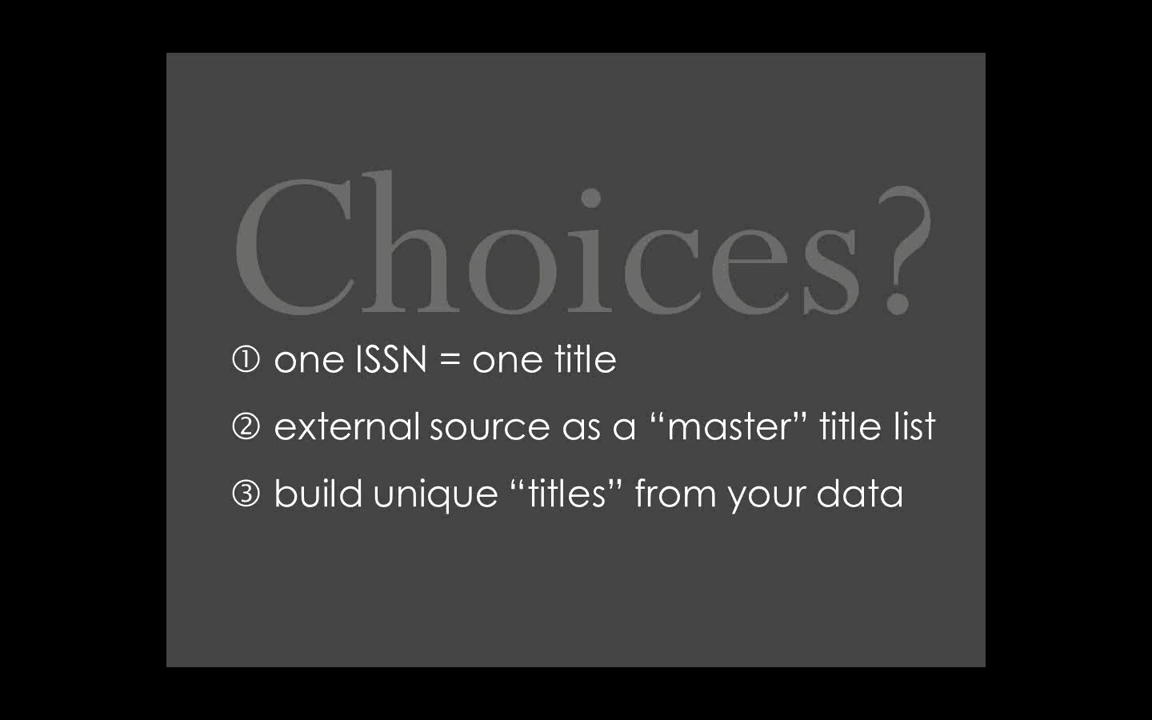 Choices?
① one ISSN = one title
② external source as a “master” title list
③ build unique “titles” from your data